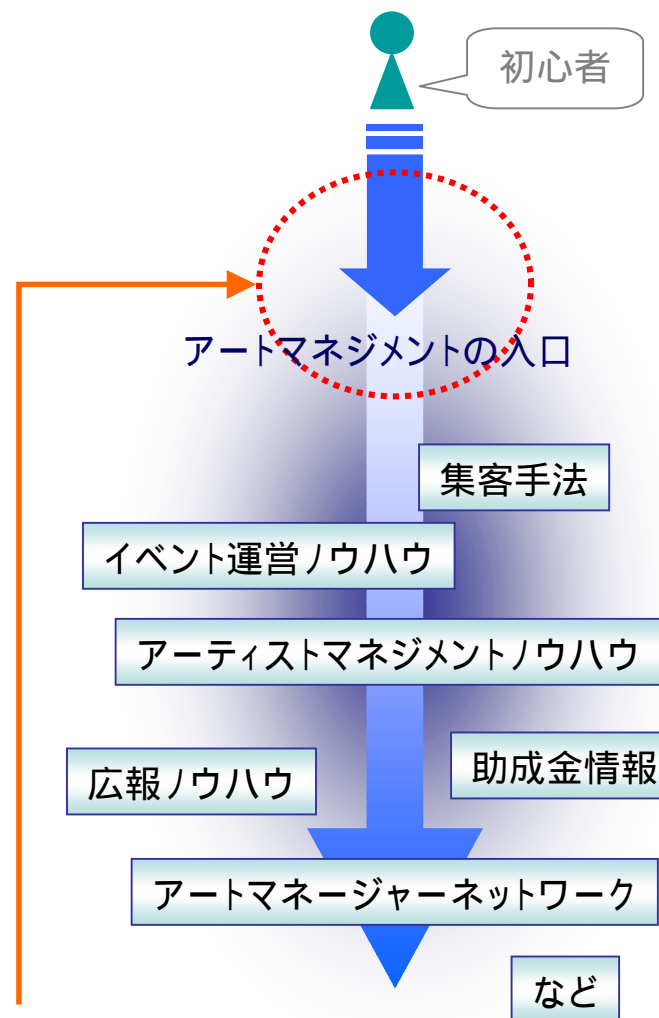 初心者
アートマネジメントの入口
集客手法
イベント運営ノウハウ
アーティストマネジメントノウハウ
助成金情報
広報ノウハウ
アートマネージャーネットワーク
など